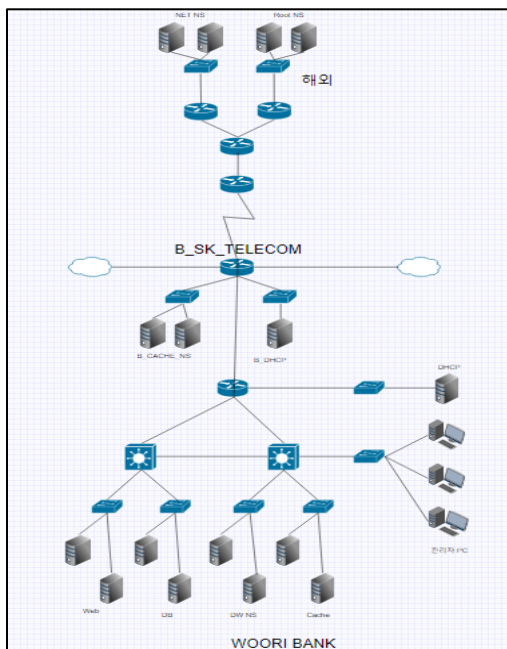 NET NS
Root NS
해외
B_SK_TELECOM
B_CACHE_NS
B_DHCP
DHCP
관리자 PC
Web
DB
DW NS
Cache
WOORI BANK